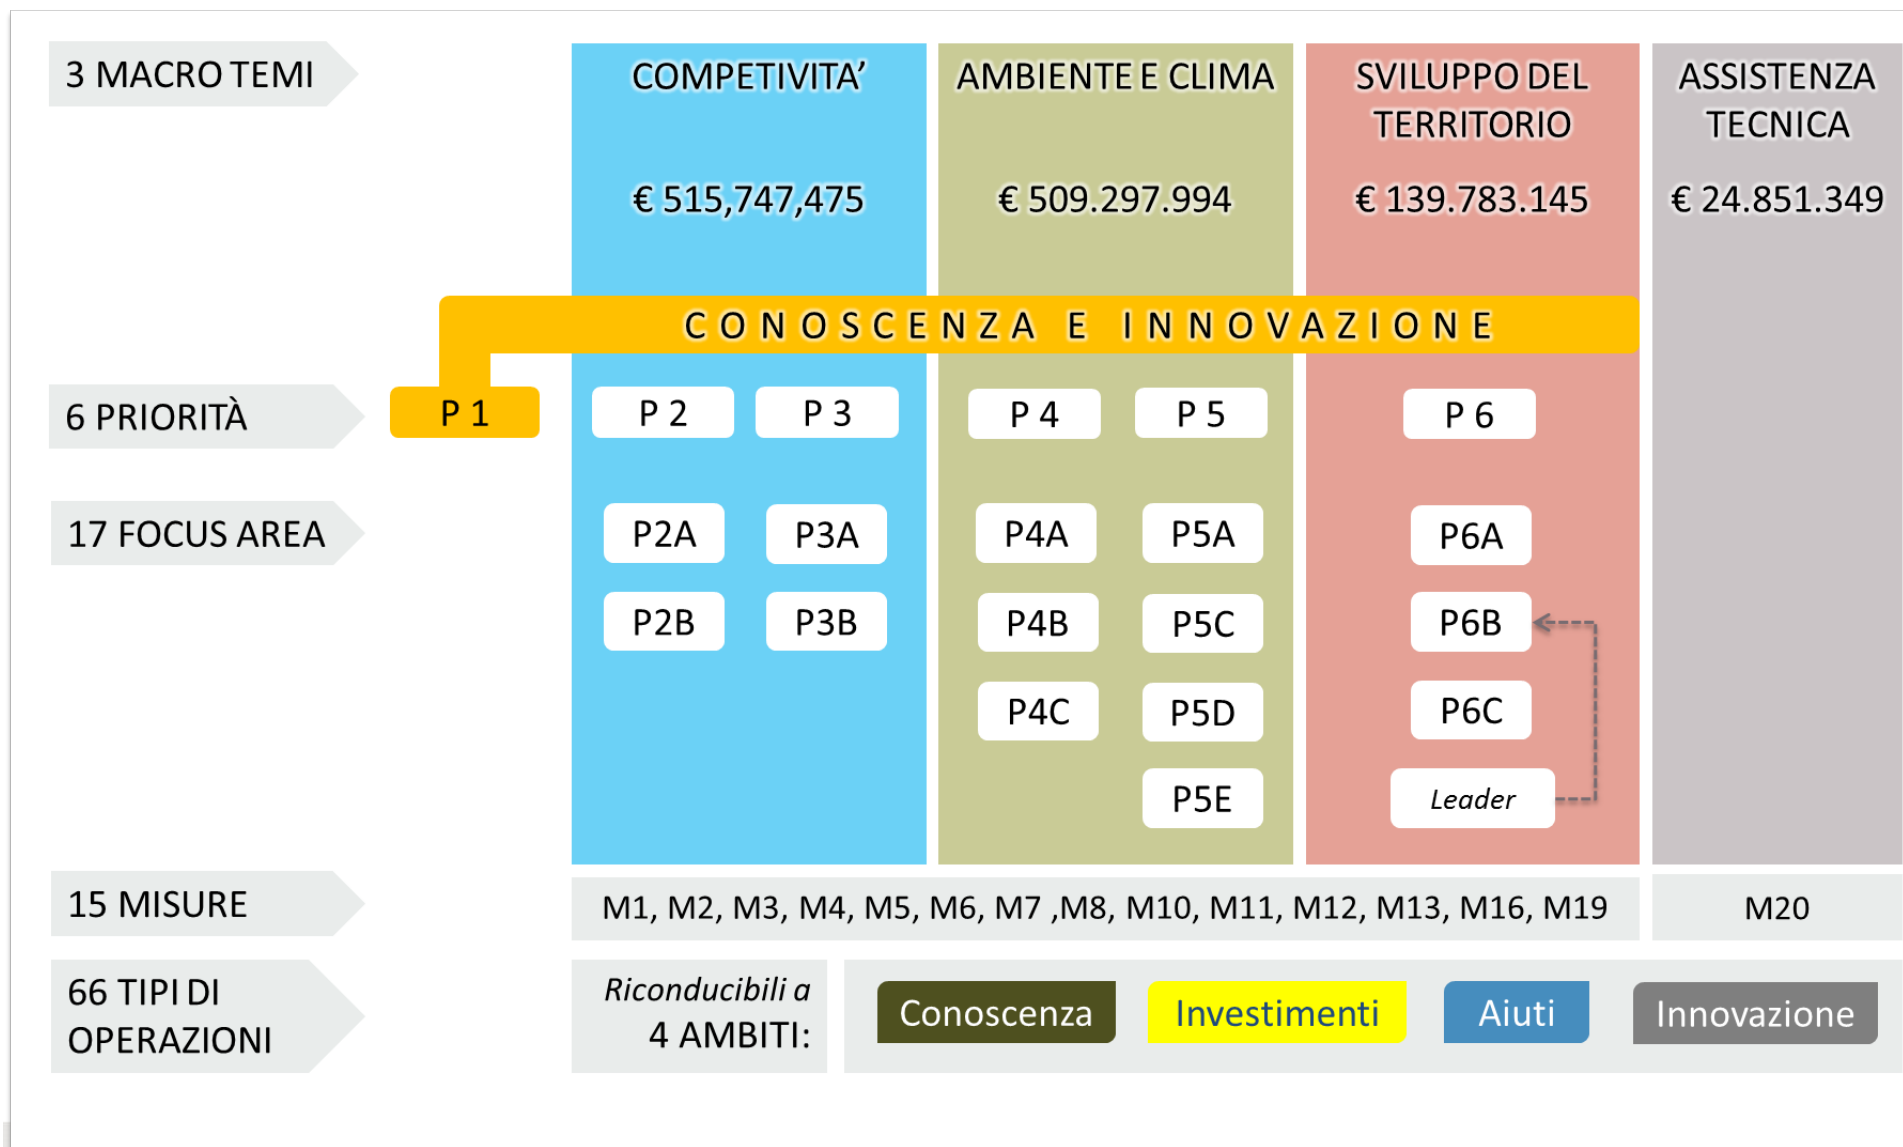 3 MACRO TEMI
COMPETIVITA’
AMBIENTE E CLIMA
SVILUPPO DEL
TERRITORIO
ASSISTENZA
TECNICA
€ 515,747,475
€ 509.297.994
€ 139.783.145
€ 24.851.349
CONOSCENZA E INNOVAZIONE
6 PRIORITÀ
P 1
P 2
P 3
P 4
P 5
P 6
17 FOCUS AREA
P2A
P3A
P4A
P5A
P6A
P2B
P3B
P4B
P5C
P6B
P4C
P5D
P6C
P5E
Leader
15 MISURE
M1, M2, M3, M4, M5, M6, M7 ,M8, M10, M11, M12, M13, M16, M19
M20
66 TIPI DI
OPERAZIONI
Riconducibili a
4 AMBITI:
Conoscenza
Investimenti
Aiuti
Innovazione